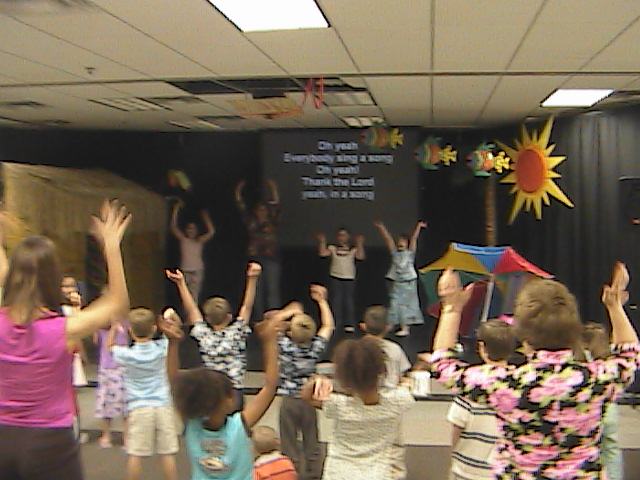 Oh yeah
Everybody sing a song
Oh yeah!
Thank the Lord
yeah, in a song